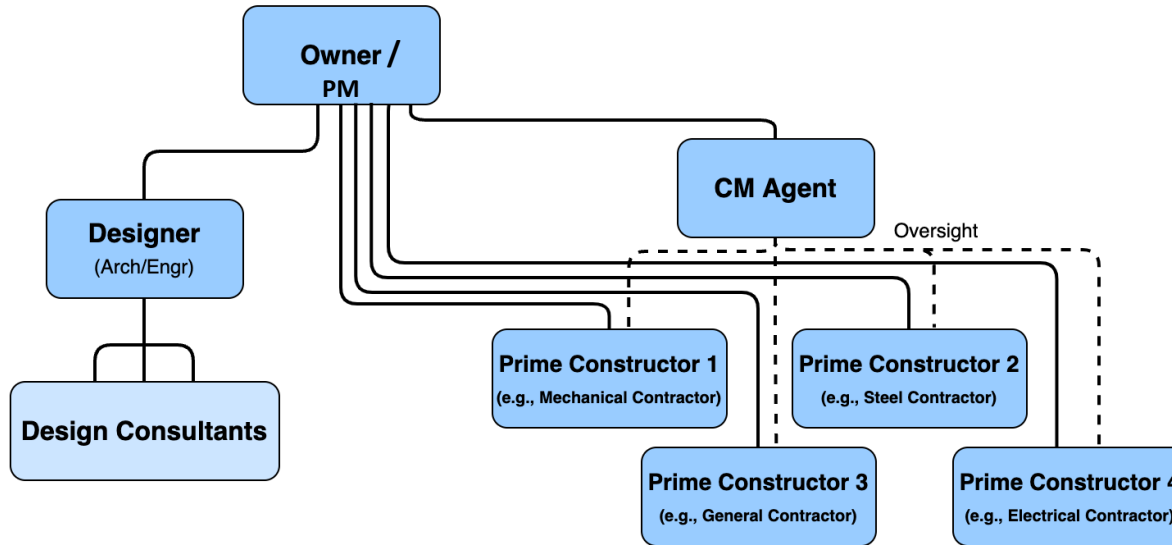 Owner /
PM
CM Agent
Designer
(Arch/Engr)
Oversight
Prime Constructor 1
(e.g., Mechanical Contractor)
Prime Constructor 2
(e.g., Steel Contractor)
Design Consultants
Prime Constructor 3
(e.g., General Contractor)
Prime Constructor 4
(e.g., Electrical Contractor)